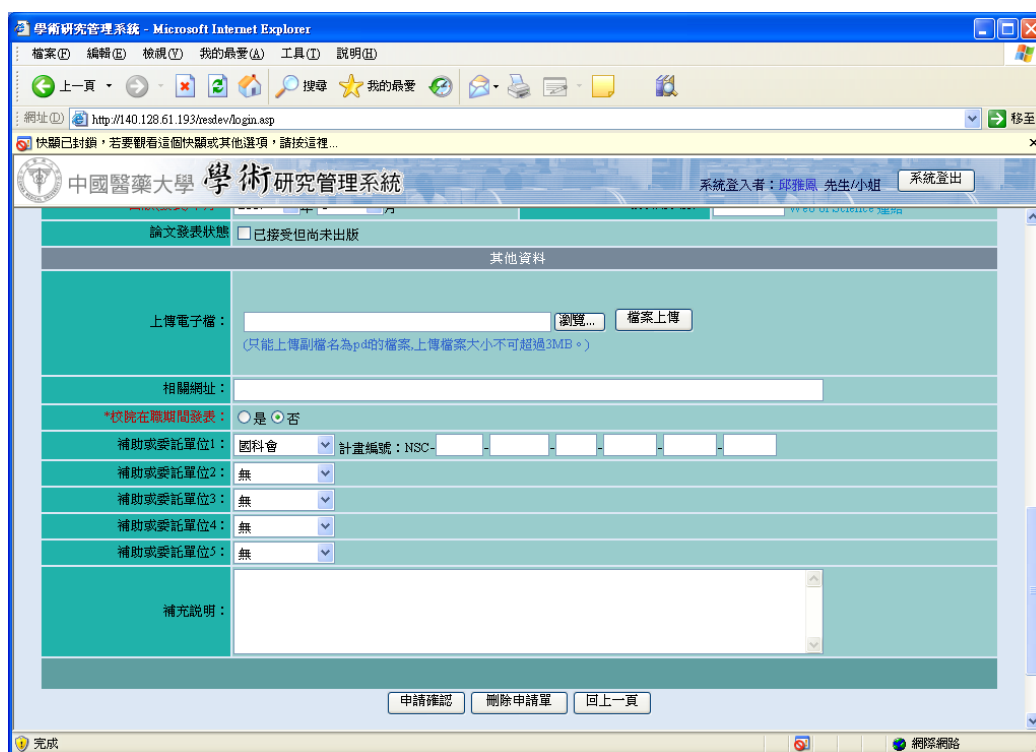 學術研究管理系統 - Microsoft Internet Explorer
檔案(F) 編輯(E) 檢視(V) 我的最愛(A) 工具(T) 說明(H)
上一頁 搜尋 我的最愛
網址(D) http://140.128.61.193/resdev/login.asp 移至
快顯已封鎖，若要觀看這個快顯或其他選項，請按這裡...
中國醫藥大學 學術研究管理系統 系統登入者：邱雅鳳 先生/小姐 系統登出
年 月 Web of Science 連結
論文發表狀態 已接受但尚未出版
其他資料
上傳電子檔： 瀏覽... 檔案上傳
(只能上傳副檔名為pdf的檔案,上傳檔案大小不可超過3MB。)
相關網址：
*校院在職期間發表： 是 否
補助或委託單位1： 國科會 計畫編號：NSC- - - - - -
補助或委託單位2： 無
補助或委託單位3： 無
補助或委託單位4： 無
補助或委託單位5： 無
補充說明：
申請確認 刪除申請單 回上一頁
完成 網際網路